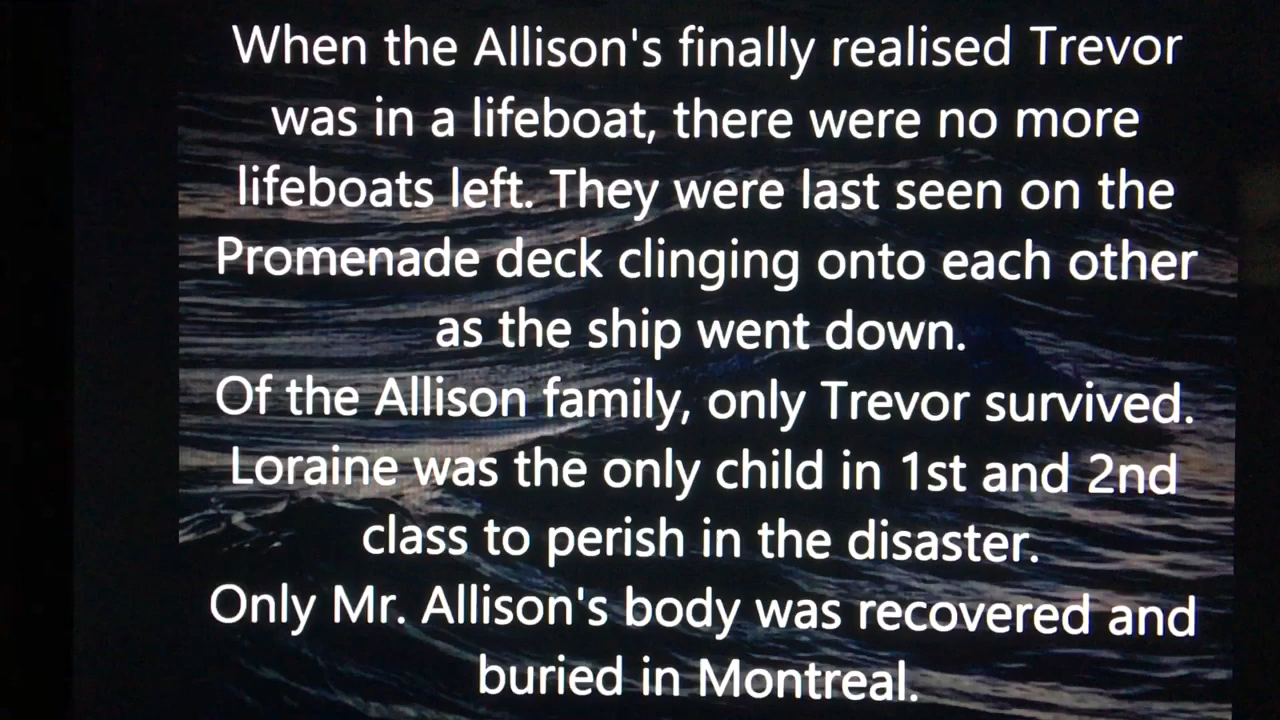 When the Allison's finally realised Trevor
was in a lifeboat, there were no more
lifeboats left. They were last seen on the
Promenade deck clinging onto each other
as the ship went down.
Of the Allison family, only Trevor survived.
Loraine was the only child in 1st and 2nd
class to perish in the disaster.
Only Mr. Allison's body was recovered and
buried in Montreal.